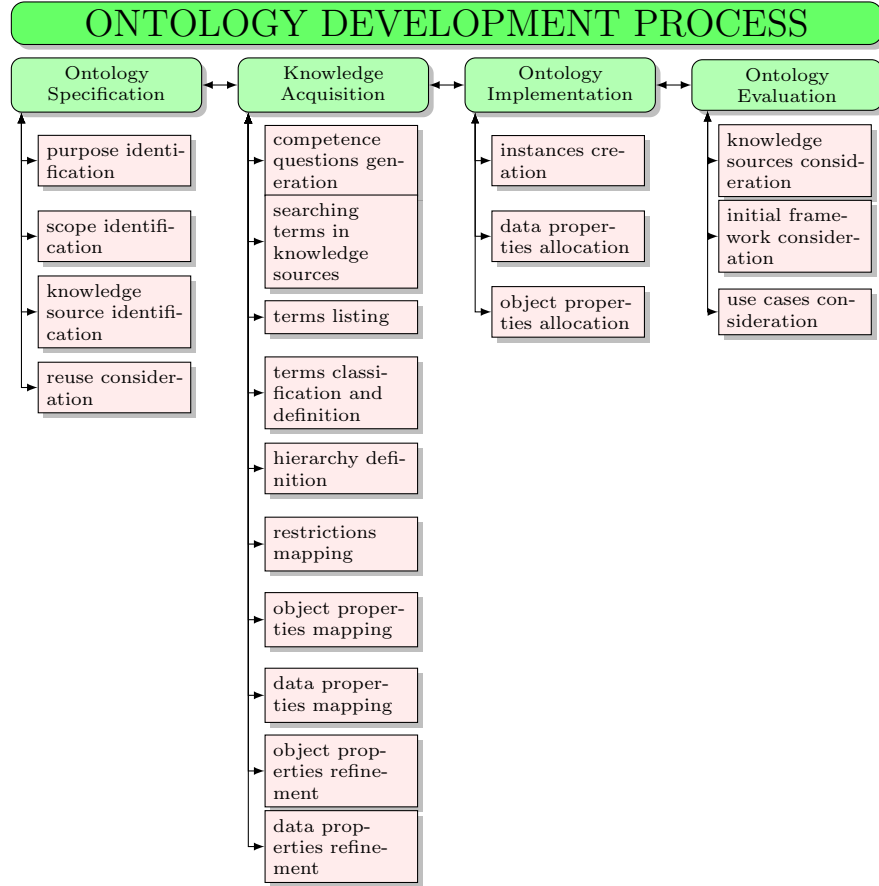 ONTOLOGY DEVELOPMENT PROCESS
Ontology
Specification
purpose identi-
fication
scope identifi-
cation
knowledge
source identifi-
cation
reuse consider-
ation
Knowledge
Acquisition
competence
questions gen-
eration
searching
terms in
knowledge
sources
terms listing
terms classi-
fication and
definition
hierarchy defi-
nition
restrictions
mapping
object proper-
ties mapping
data proper-
ties mapping
object prop-
erties refine-
ment
data prop-
erties refine-
ment
Ontology
Implementation
instances cre-
ation
data proper-
ties allocation
object proper-
ties allocation
Ontology
Evaluation
knowledge
sources consid-
eration
initial frame-
work consider-
ation
use cases con-
sideration